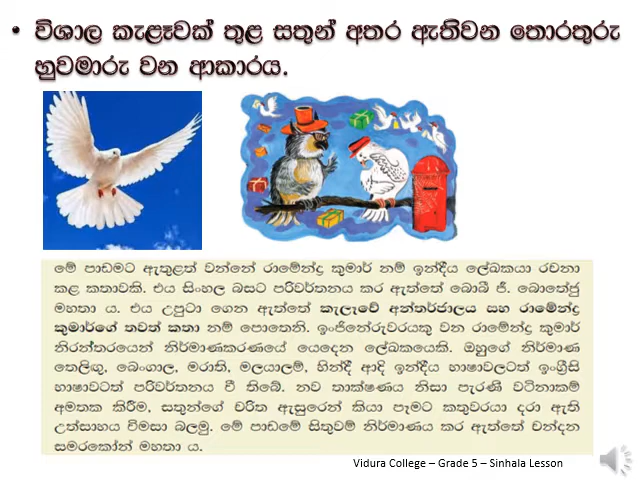 • විශාල කැළෑවක් තුළ සතුන් අතර ඇතිවන තොරතුරු
හුවමාරු වන ආකාරය.
මේ පාඩමට ඇතුළත් වන්නේ රාමේන්ද්‍ර කුමාර් නම් ඉන්දීය ලේඛකයා රචනා
කළ කතාවකි. එය සිංහල බසට පරිවර්තනය කර ඇත්තේ බොබී ජී. බොතේජු
මහතා ය. එය උපුටා ගෙන ඇත්තේ කැලෑවේ අන්තර්ජාලය සහ රාමේන්ද්‍ර
කුමාර්ගේ තවත් කතා නම් පොතෙනි. ඉංජිනේරුවරයකු වන රාමේන්ද්‍ර කුමාර්
නිරන්තරයෙන් නිර්මාණකරණයේ යෙදෙන ලේඛකයෙකි. ඔහුගේ නිර්මාණ
තෙලිඟු, බෙංගාල, මරාති, මලයාලම්, හින්දී ආදි ඉන්දීය භාෂාවලටත් ඉංග්‍රීසි
භාෂාවටත් පරිවර්තනය වී තිබේ. නව තාක්ෂණය නිසා පැරණි වටිනාකම්
අමතක කිරීම, සතුන්ගේ චරිත ඇසුරෙන් කියා පෑමට කතුවරයා දරා ඇති
උත්සාහය විමසා බලමු. මේ පාඩමේ සිතුවම් නිර්මාණය කර ඇත්තේ චන්දන
සමරකෝන් මහතා ය.
Vidura College – Grade 5 – Sinhala Lesson